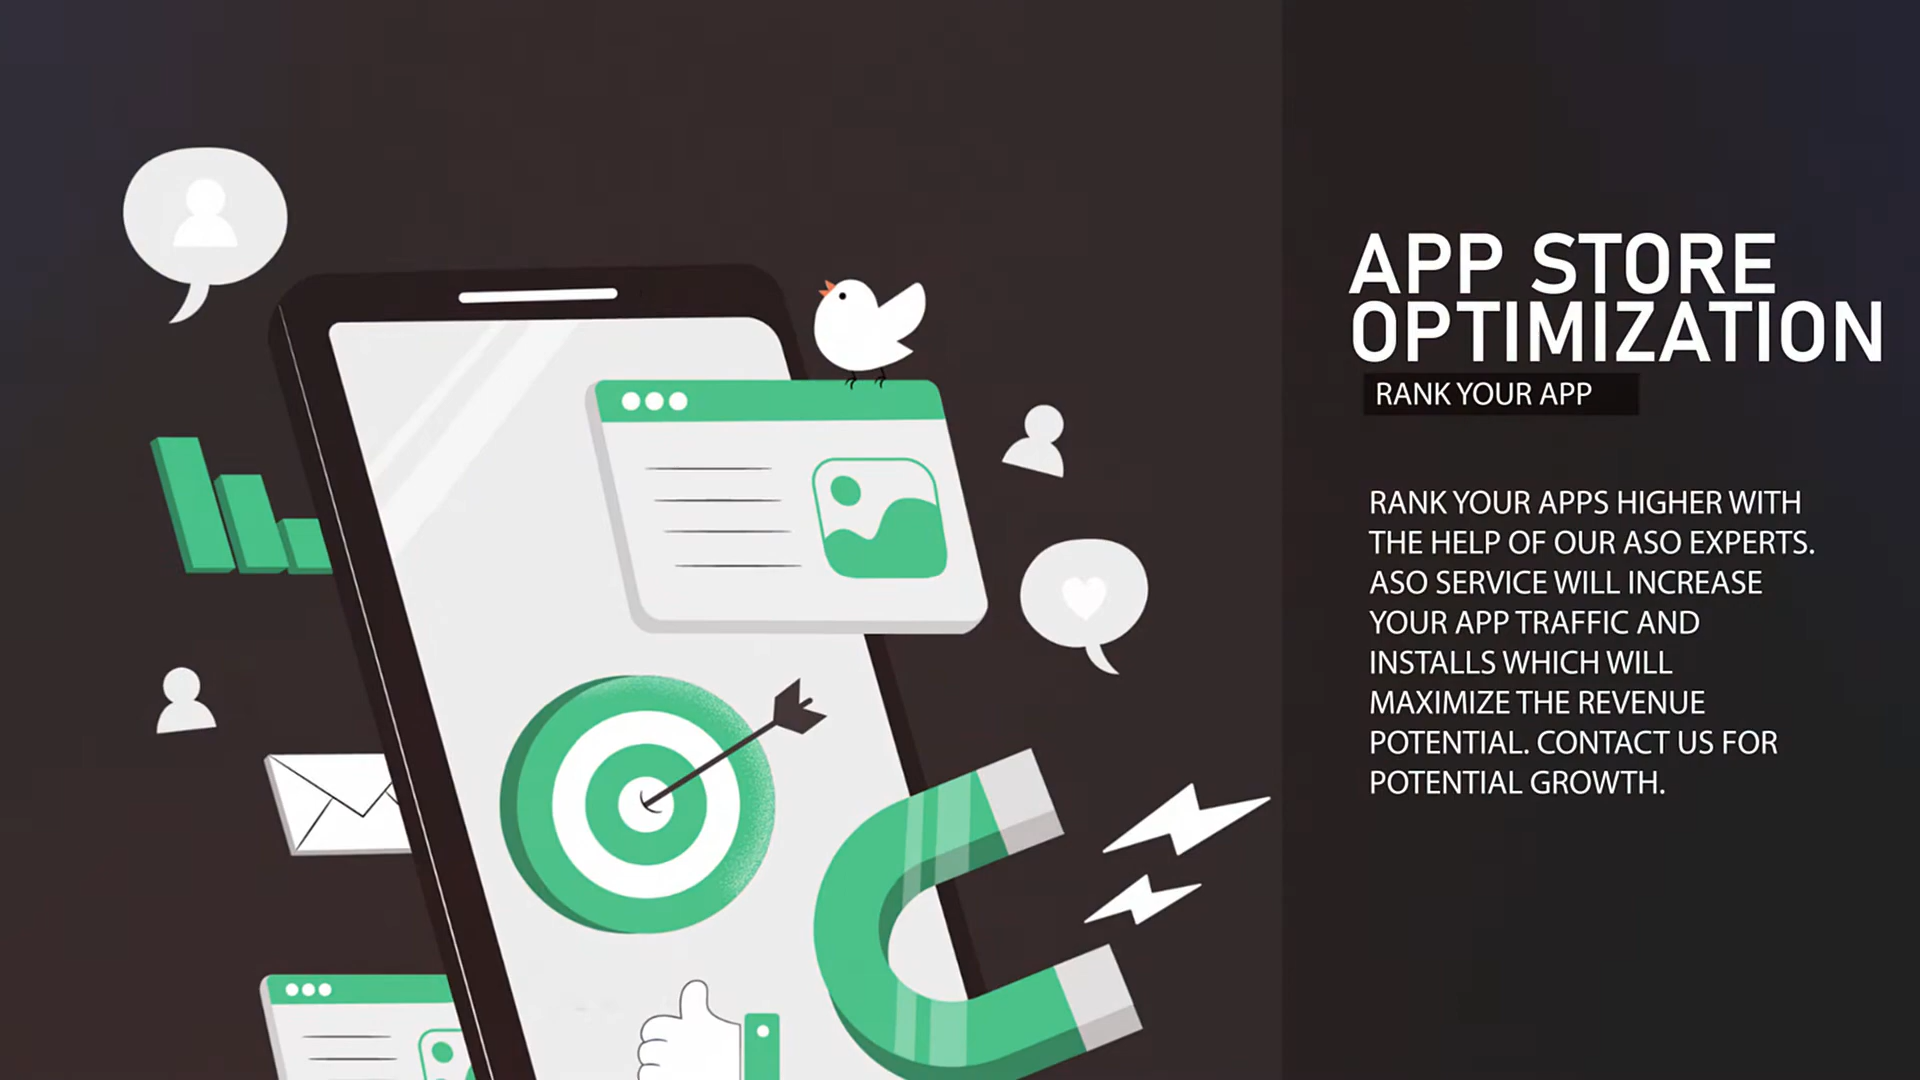 APP STORE
OPTIMIZATION
RANK YOUR APP
RANK YOUR APPS HIGHER WITH
THE HELP OF OUR ASO EXPERTS.
ASO SERVICE WILL INCREASE
YOUR APP TRAFFIC AND
INSTALLS WHICH WILL
MAXIMIZE THE REVENUE
POTENTIAL. CONTACT US FOR
POTENTIAL GROWTH.